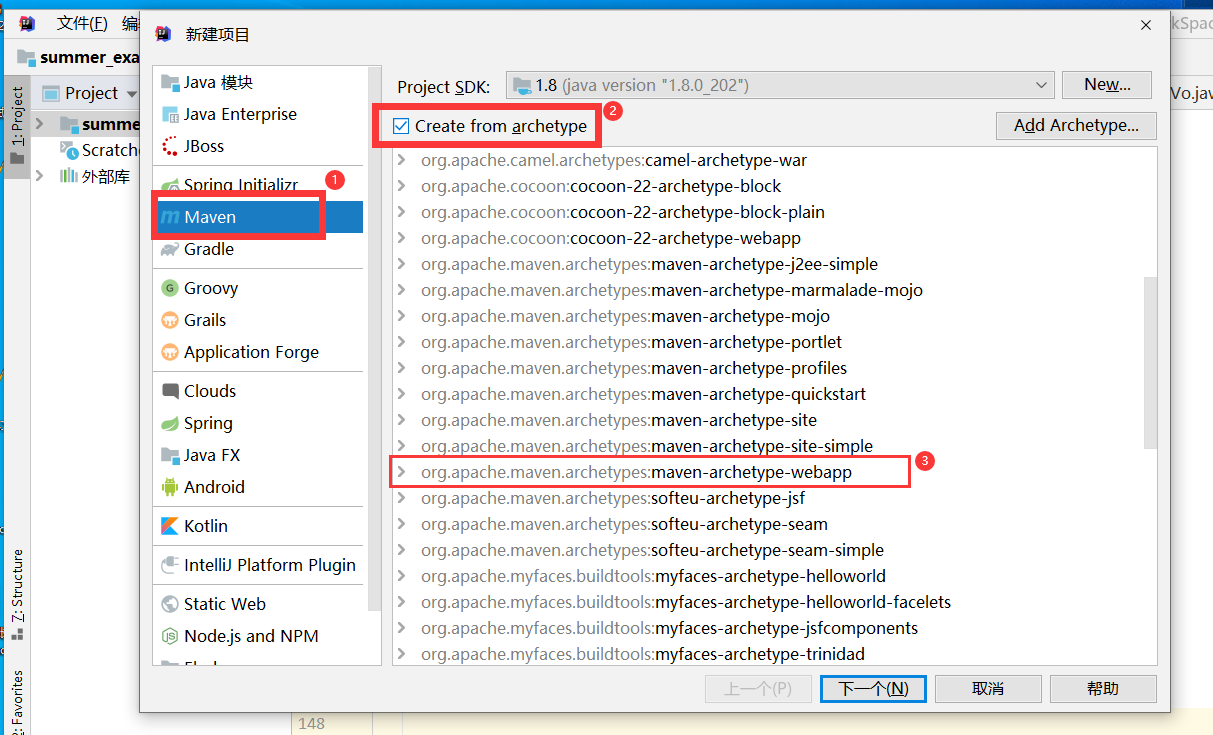 文件(F) 编
summer_exa
Project
1: Project
summe
Scratch
外部库
Z: Structure
2: Favorites
148
kSpac
Vo.jav
新建项目
Java 模块
Java Enterprise
JBoss
Spring Initializr
1
Maven
Gradle
Groovy
Grails
Application Forge
Clouds
Spring
Java FX
Android
Kotlin
IntelliJ Platform Plugin
Static Web
Node.js and NPM
Project SDK: 1.8 (java version "1.8.0_202") New...
Create from archetype 2 Add Archetype...
org.apache.camel.archetypes:camel-archetype-war
org.apache.cocoon:cocoon-22-archetype-block
org.apache.cocoon:cocoon-22-archetype-block-plain
org.apache.cocoon:cocoon-22-archetype-webapp
org.apache.maven.archetypes:maven-archetype-j2ee-simple
org.apache.maven.archetypes:maven-archetype-marmalade-mojo
org.apache.maven.archetypes:maven-archetype-mojo
org.apache.maven.archetypes:maven-archetype-portlet
org.apache.maven.archetypes:maven-archetype-profiles
org.apache.maven.archetypes:maven-archetype-quickstart
org.apache.maven.archetypes:maven-archetype-site
org.apache.maven.archetypes:maven-archetype-site-simple
org.apache.maven.archetypes:maven-archetype-webapp 3
org.apache.maven.archetypes:softeu-archetype-jsf
org.apache.maven.archetypes:softeu-archetype-seam
org.apache.maven.archetypes:softeu-archetype-seam-simple
org.apache.myfaces.buildtools:myfaces-archetype-helloworld
org.apache.myfaces.buildtools:myfaces-archetype-helloworld-facelets
org.apache.myfaces.buildtools:myfaces-archetype-jsfcomponents
org.apache.myfaces.buildtools:myfaces-archetype-trinidad
上一个(P) 下一个(N) 取消 帮助